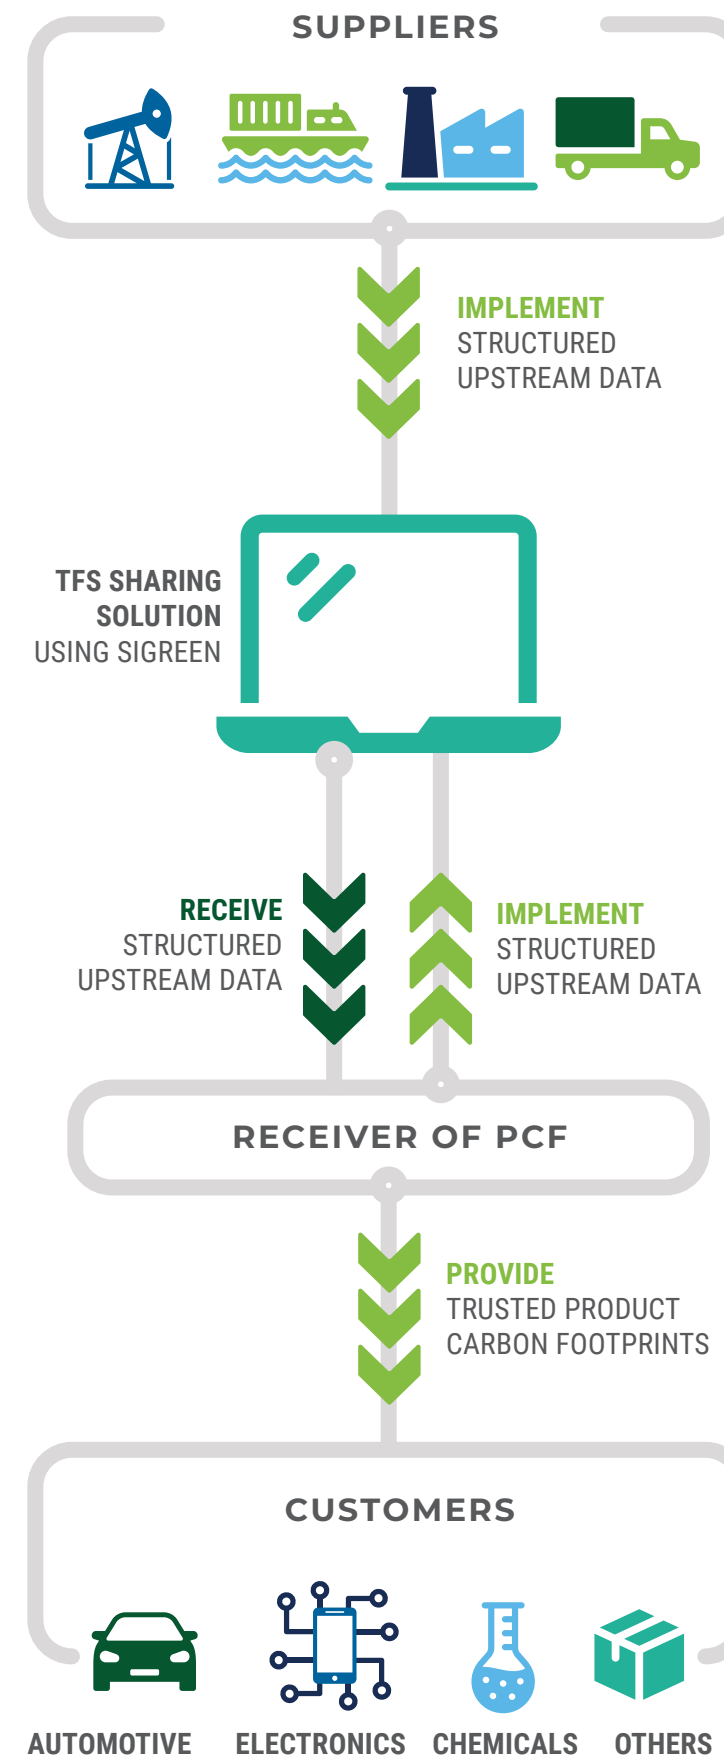 SUPPLIERS
IMPLEMENT
STRUCTURED
UPSTREAM DATA
TFS SHARING
SOLUTION
USING SIGREEN
RECEIVE
STRUCTURED
UPSTREAM DATA
IMPLEMENT
STRUCTURED
UPSTREAM DATA
RECEIVER OF PCF
PROVIDE
TRUSTED PRODUCT
CARBON FOOTPRINTS
CUSTOMERS
AUTOMOTIVE
ELECTRONICS
CHEMICALS
OTHERS